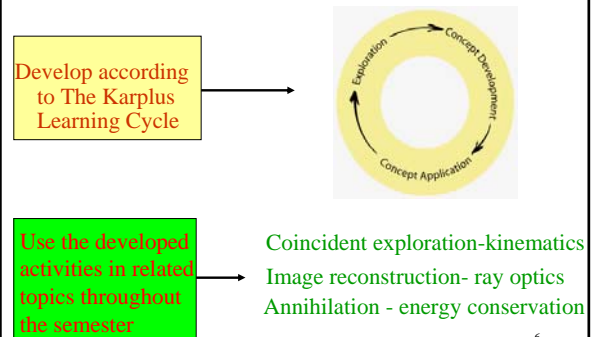 Develop according
to The Karplus
Learning Cycle
Exploration
Concept Development
Concept Application
Use the developed
activities in related
topics throughout
the semester
Coincident exploration-kinematics
Image reconstruction- ray optics
Annihilation - energy conservation
6